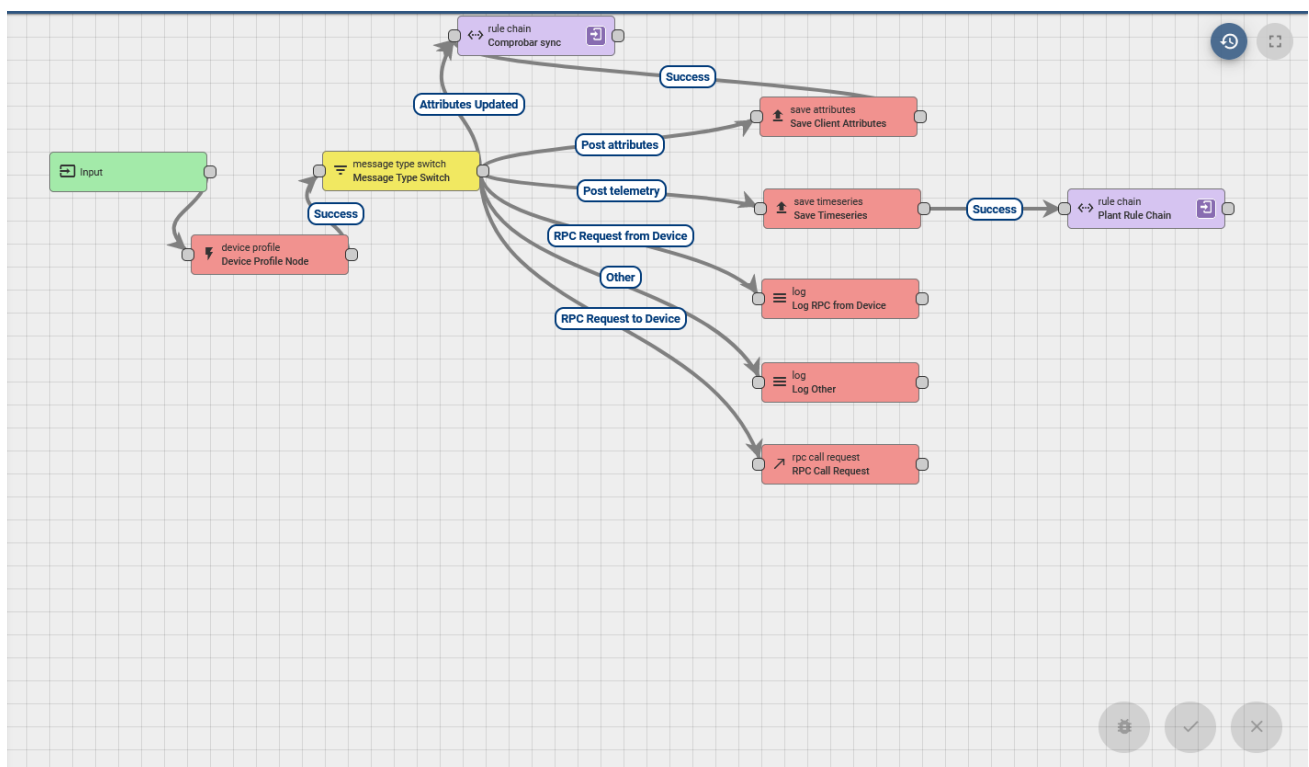 rule chain
Comprobar sync
Success
Attributes Updated
save attributes
Save Client Attributes
Post attributes
Input
message type switch
Message Type Switch
Post telemetry
save timeseries
Save Timeseries
Success
rule chain
Plant Rule Chain
Success
device profile
Device Profile Node
RPC Request from Device
Other
log
Log RPC from Device
RPC Request to Device
log
Log Other
rpc call request
RPC Call Request